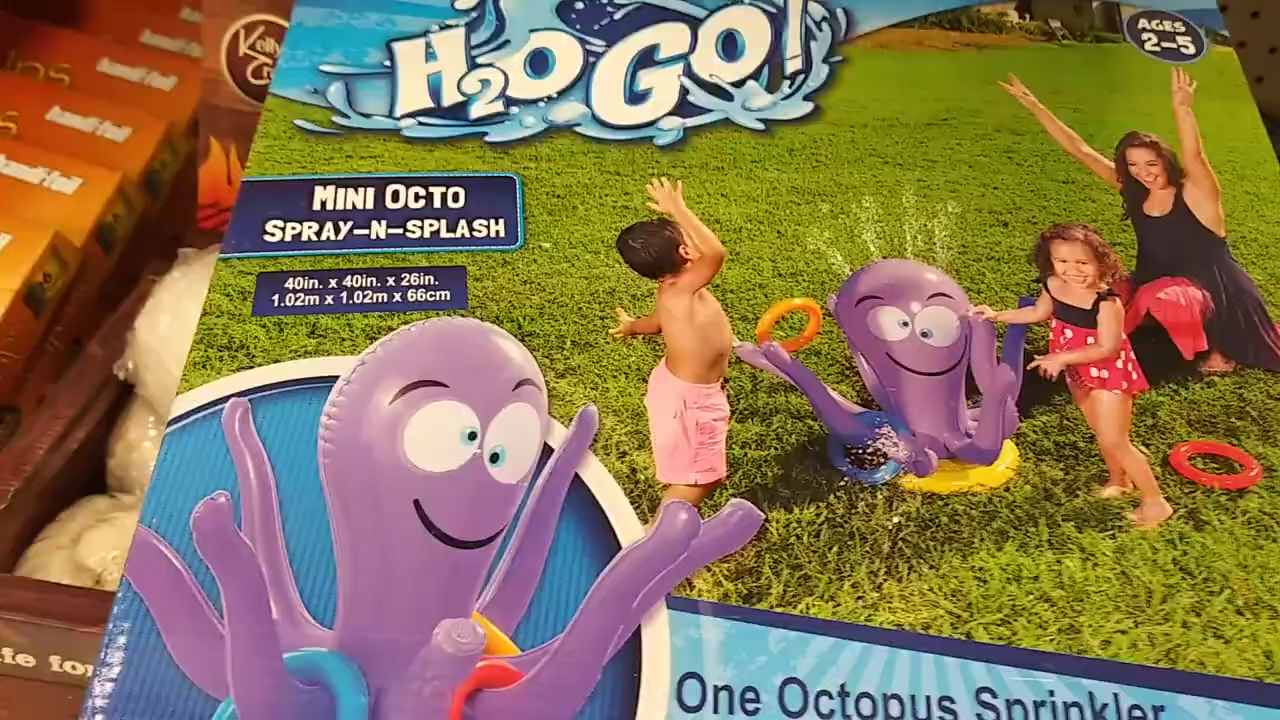 H2O GO!
AGES
2–5
MINI OCTO
SPRAY-N-SPLASH
40in. x 40in. x 26in.
1.02m x 1.02m x 66cm
One Octopus Sprinkler
Kelly